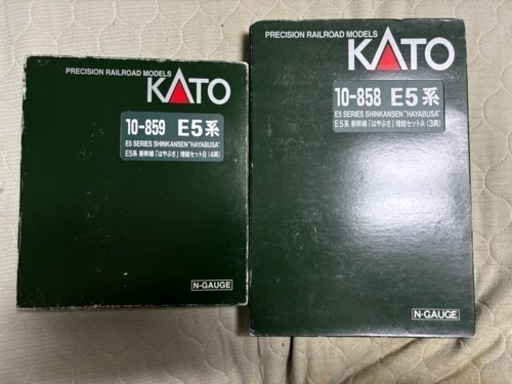 PRECISION RAILROAD MODELS
KATO
10-859 E5系
E5 SERIES SHINKANSEN "HAYABUSA"
E5系 新幹線「はやぶさ」増結セットB (4両)
N-GAUGE
PRECISION RAILROAD MODELS
KATO
10-858 E5系
E5 SERIES SHINKANSEN "HAYABUSA"
E5系 新幹線「はやぶさ」増結セットA (3両)
N-GAUGE